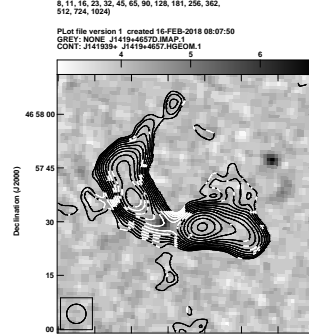 8, 11, 16, 23, 32, 45, 65, 90, 128, 181, 256, 362,
512, 724, 1024)
PLot file version 1 created 16-FEB-2018 08:07:50
GREY: NONE J1419+4657D.IMAP.1
CONT: J141939+ J1419+4657.HGEOM.1
4 5 6
46 58 00
57 45
30
15
00
Declination (J2000)